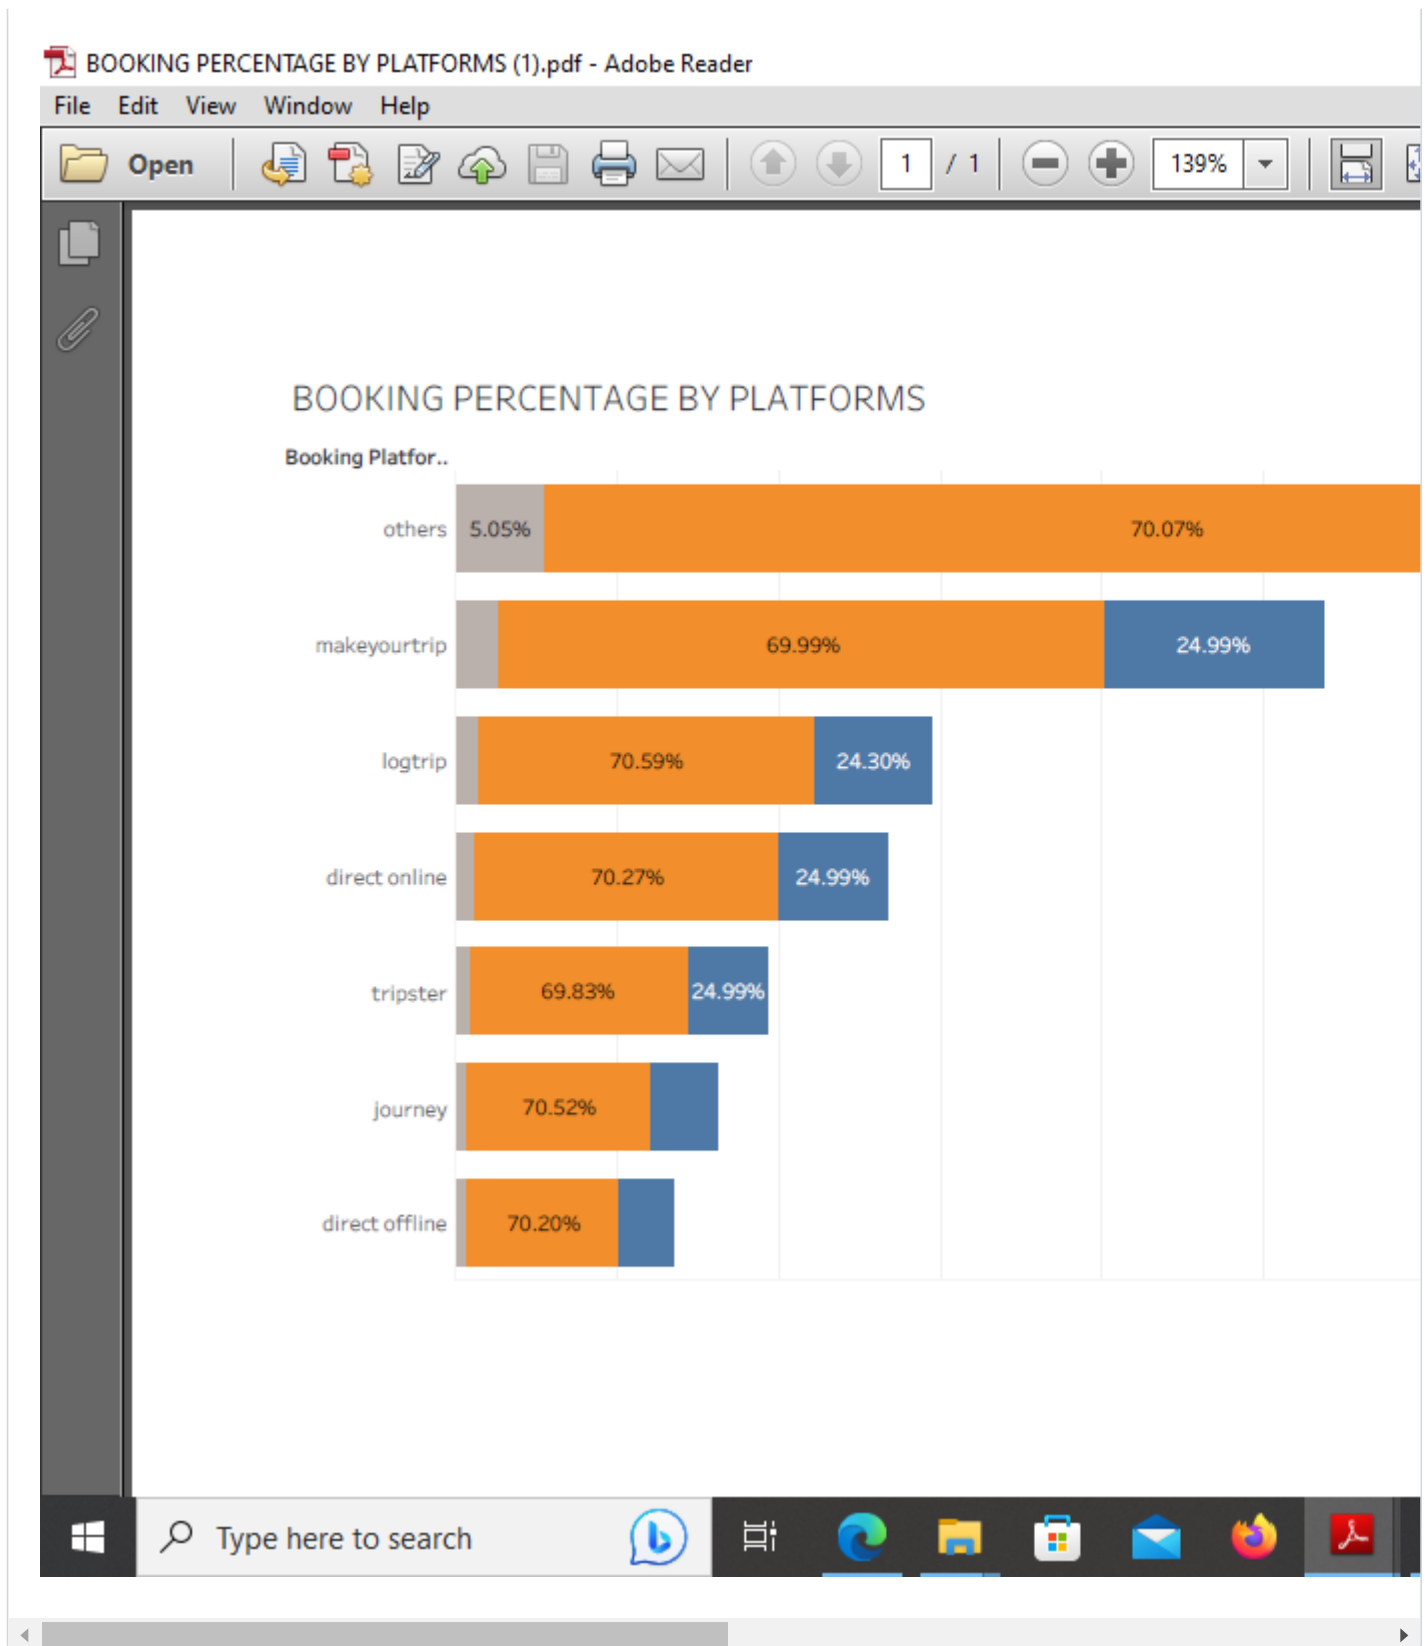 BOOKING PERCENTAGE BY PLATFORMS (1).pdf - Adobe Reader
File Edit View Window Help
Open 1 / 1 139%
BOOKING PERCENTAGE BY PLATFORMS
Booking Platfor..
others 5.05% 70.07%
makeyourtrip 69.99% 24.99%
logtrip 70.59% 24.30%
direct online 70.27% 24.99%
tripster 69.83% 24.99%
journey 70.52%
direct offline 70.20%
Type here to search